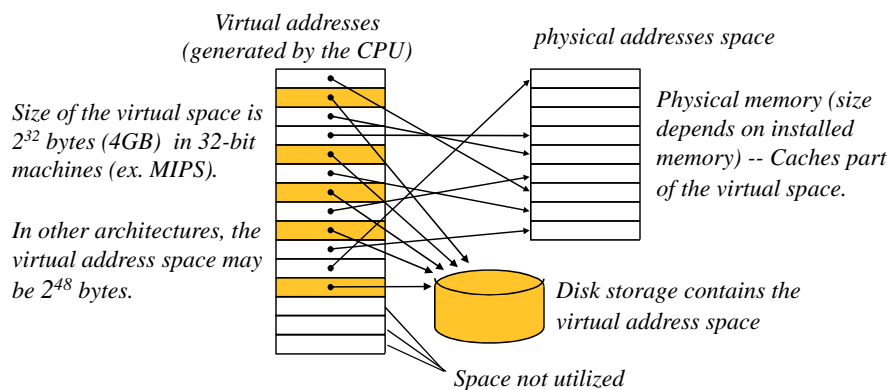 Virtual addresses
(generated by the CPU)
physical addresses space
Size of the virtual space is
2³² bytes (4GB) in 32-bit
machines (ex. MIPS).
In other architectures, the
virtual address space may
be 2⁴⁸ bytes.
Physical memory (size
depends on installed
memory) -- Caches part
of the virtual space.
Disk storage contains the
virtual address space
Space not utilized